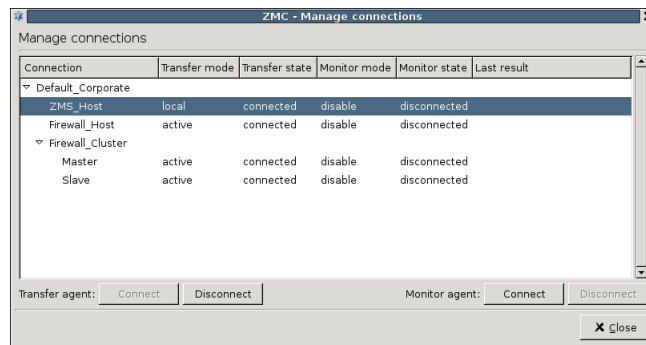 ZMC - Manage connections
Manage connections
Connection Transfer mode Transfer state Monitor mode Monitor state Last result
Default_Corporate
ZMS_Host local connected disable disconnected
Firewall_Host active connected disable disconnected
Firewall_Cluster
Master active connected disable disconnected
Slave active connected disable disconnected
Transfer agent: Connect Disconnect Monitor agent: Connect Disconnect
Close